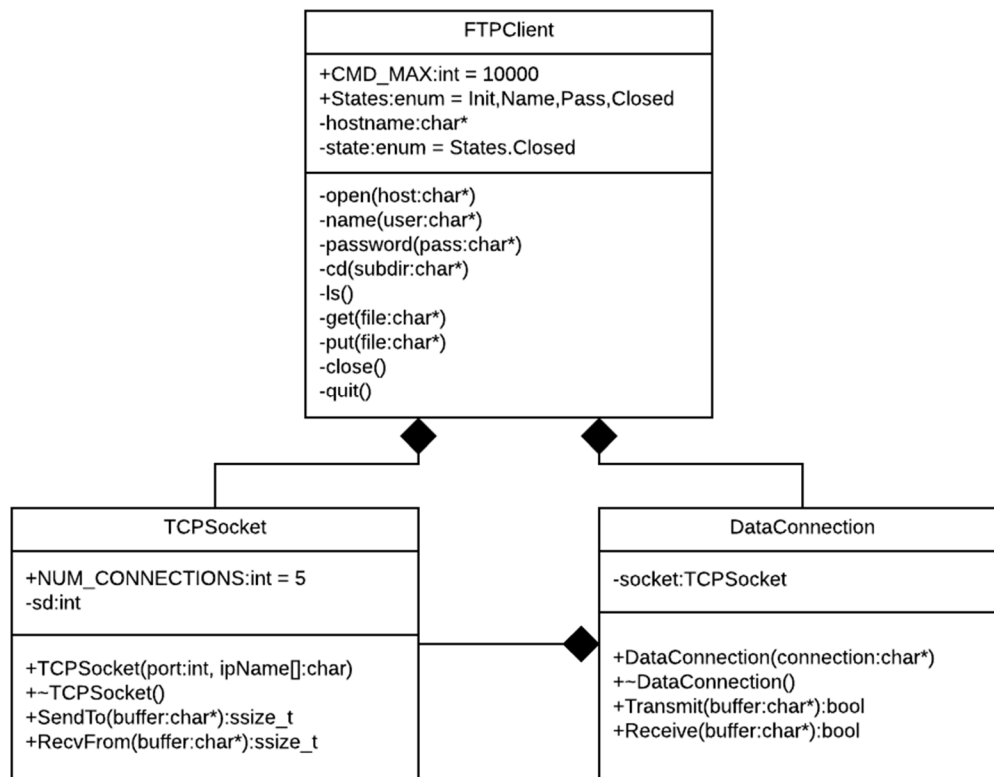 FTPClient
+CMD_MAX:int = 10000
+States:enum = Init,Name,Pass,Closed
-hostname:char*
-state:enum = States.Closed
-open(host:char*)
-name(user:char*)
-password(pass:char*)
-cd(subdir:char*)
-ls()
-get(file:char*)
-put(file:char*)
-close()
-quit()
TCPSocket
+NUM_CONNECTIONS:int = 5
-sd:int
+TCPSocket(port:int, ipName[]:char)
+~TCPSocket()
+SendTo(buffer:char*):ssize_t
+RecvFrom(buffer:char*):ssize_t
DataConnection
-socket:TCPSocket
+DataConnection(connection:char*)
+~DataConnection()
+Transmit(buffer:char*):bool
+Receive(buffer:char*):bool